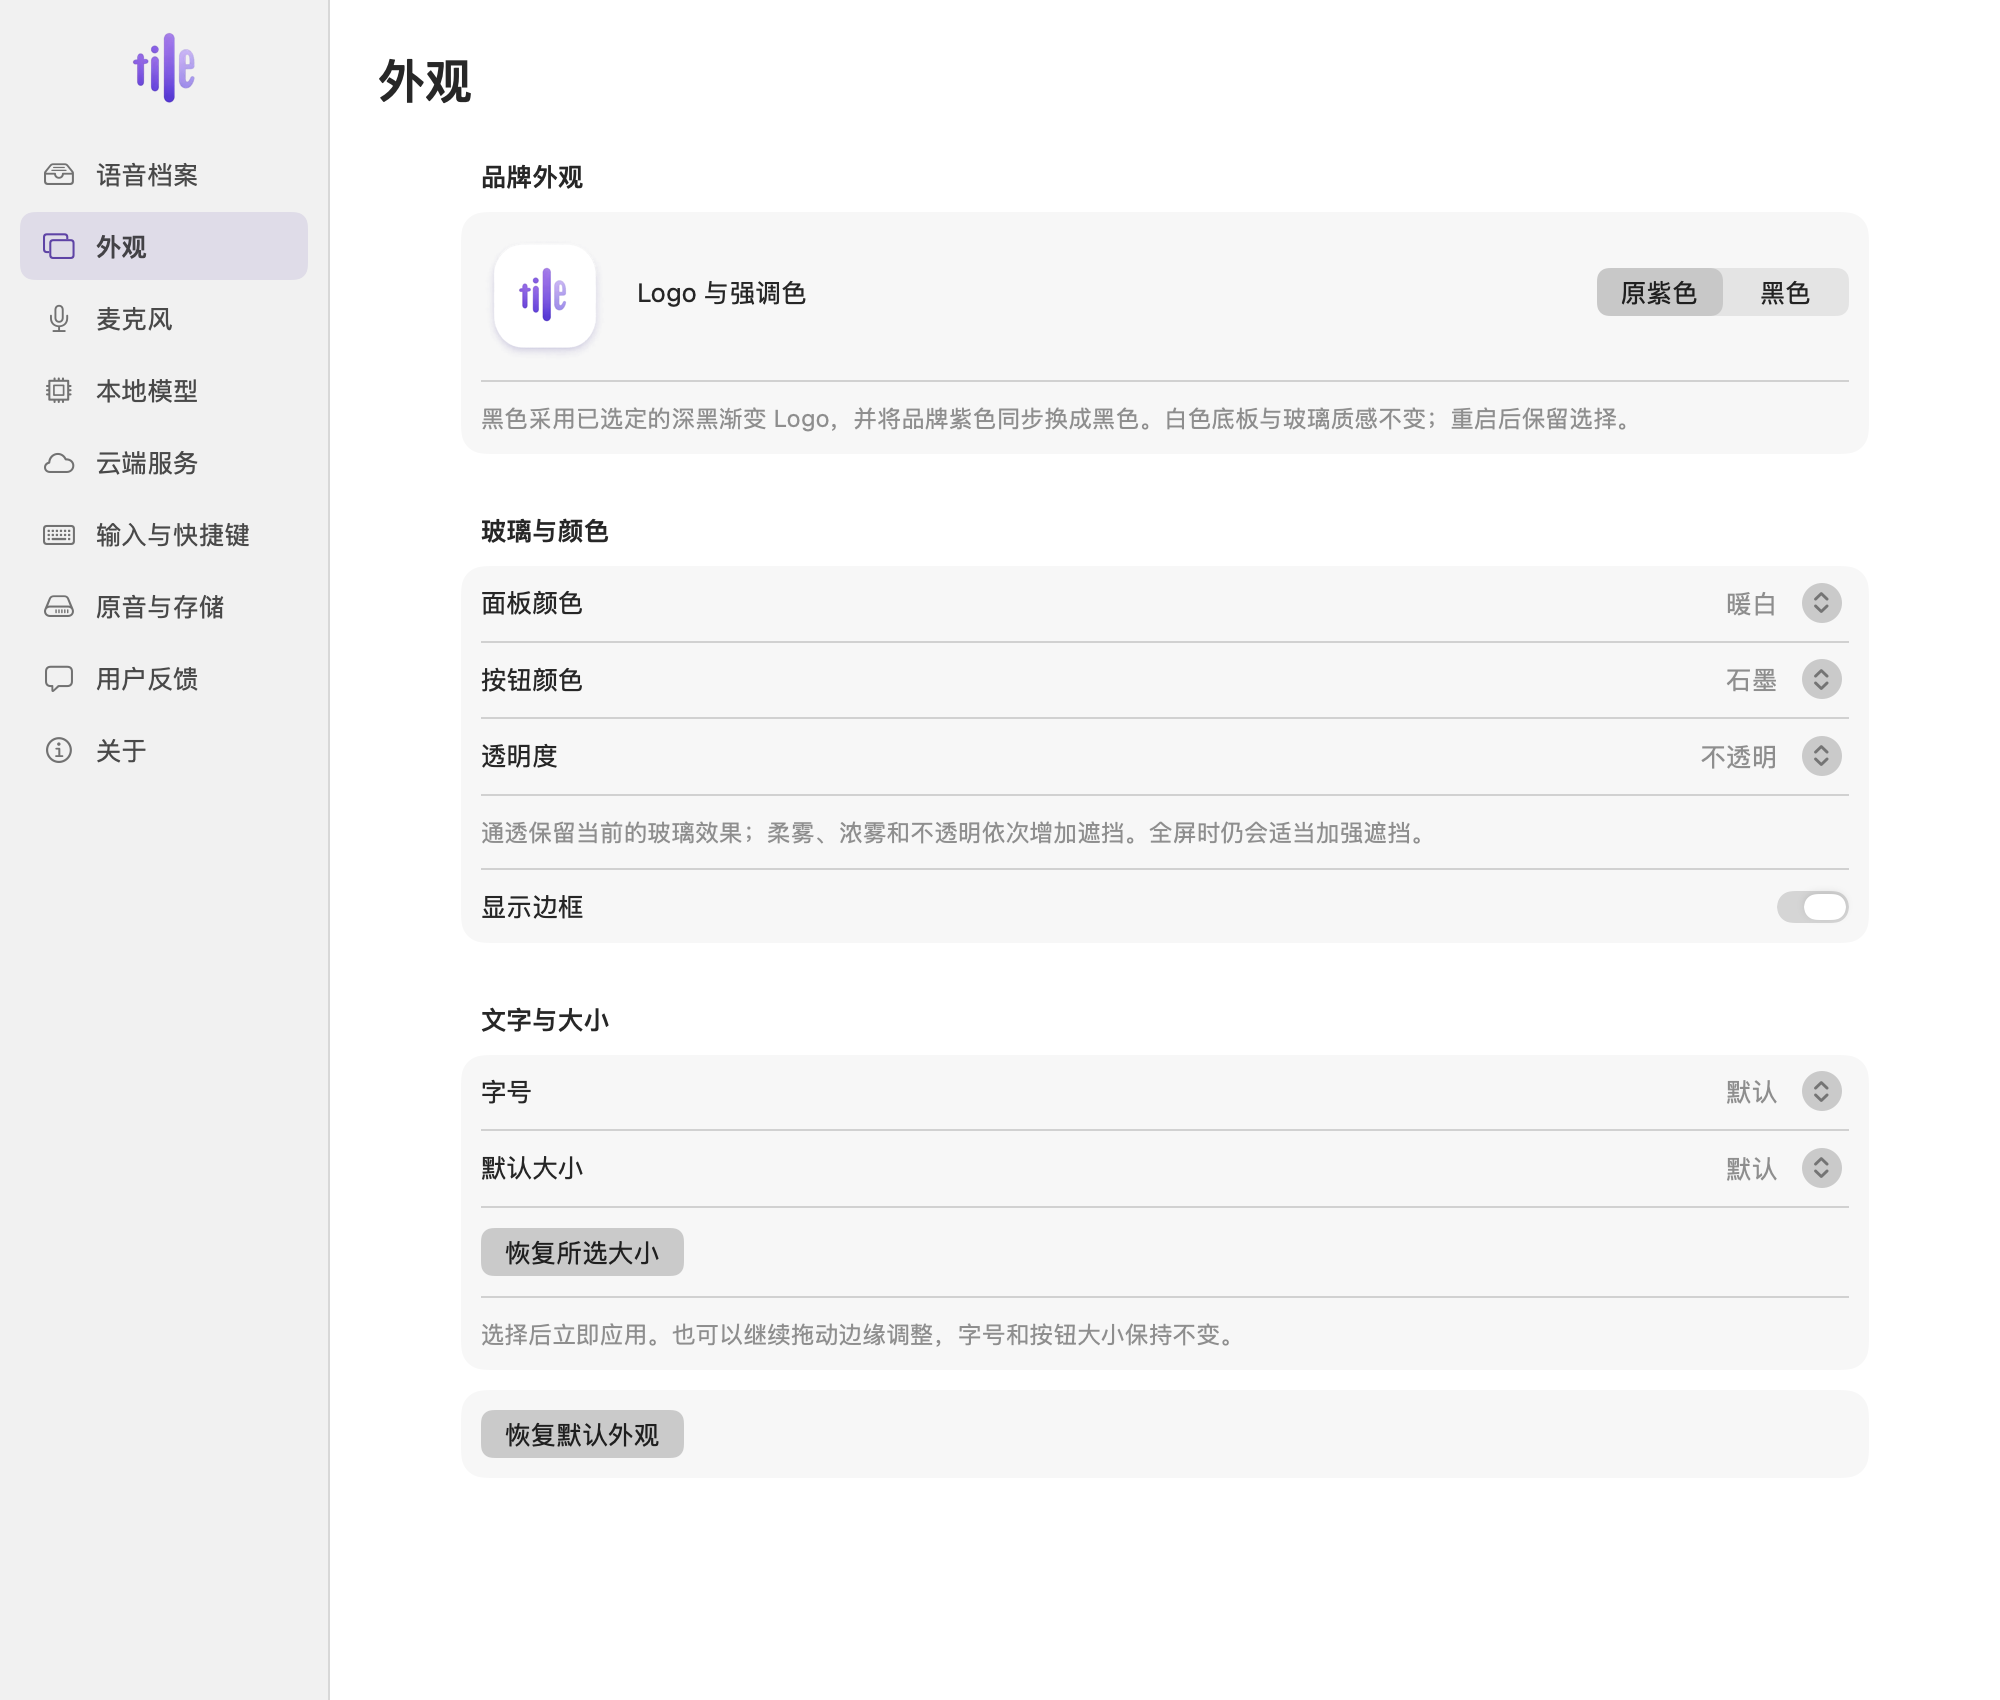 tile
语音档案
外观
麦克风
本地模型
云端服务
输入与快捷键
原音与存储
用户反馈
关于
外观
品牌外观
tile
Logo 与强调色
原紫色
黑色
黑色采用已选定的深黑渐变 Logo，并将品牌紫色同步换成黑色。白色底板与玻璃质感不变；重启后保留选择。
玻璃与颜色
面板颜色
暖白
按钮颜色
石墨
透明度
不透明
通透保留当前的玻璃效果；柔雾、浓雾和不透明依次增加遮挡。全屏时仍会适当加强遮挡。
显示边框
文字与大小
字号
默认
默认大小
默认
恢复所选大小
选择后立即应用。也可以继续拖动边缘调整，字号和按钮大小保持不变。
恢复默认外观